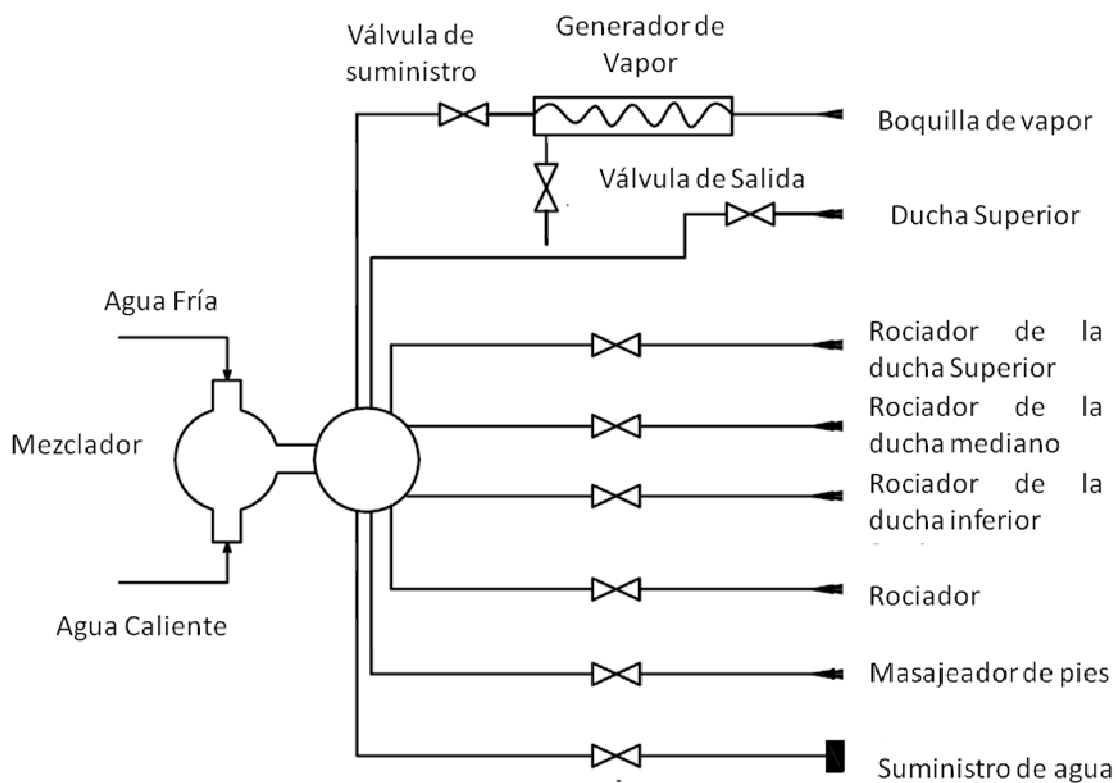 Válvula de
suministro
Generador de
Vapor
Boquilla de vapor
Válvula de Salida
Ducha Superior
Agua Fría
Rociador de la
ducha Superior
Rociador de la
ducha mediano
Mezclador
Rociador de la
ducha inferior
Rociador
Agua Caliente
Masajeador de pies
Suministro de agua